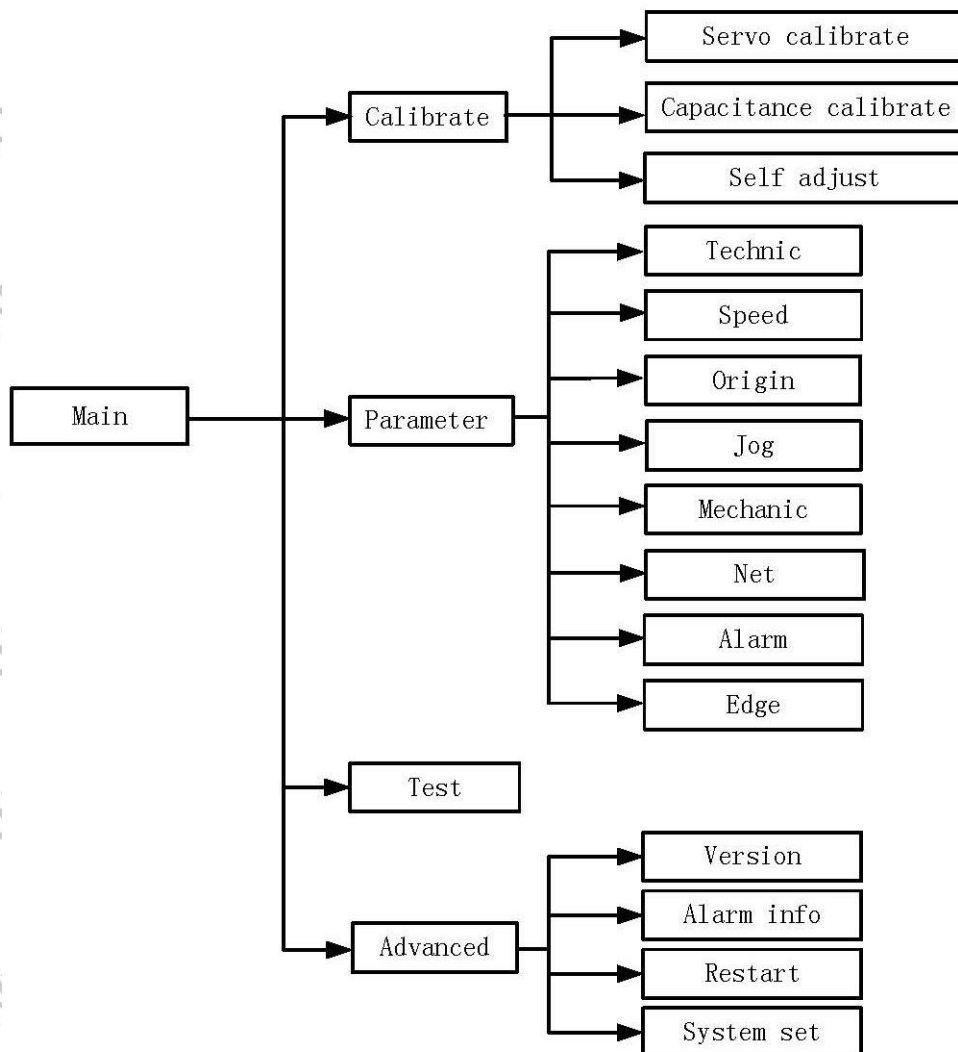 Main
Calibrate
Servo calibrate
Capacitance calibrate
Self adjust
Parameter
Technic
Speed
Origin
Jog
Mechanic
Net
Alarm
Edge
Test
Advanced
Version
Alarm info
Restart
System set